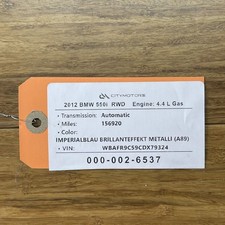 CITYMOTORS
2012 BMW 550i RWD Engine: 4.4 L Gas
• Transmission: Automatic
• Miles: 156920
• Color:
IMPERIALBLAU BRILLANTEFFEKT METALLI (A89)
• VIN: WBAFR9C59CDX79324
000-002-6537